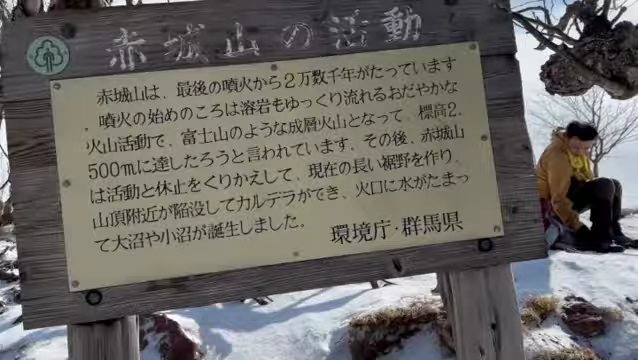 赤城山の活動
赤城山は、最後の噴火から2万数千年がたっています
。噴火の始めのころは溶岩もゆっくり流れるおだやかな
火山活動で、富士山のような成層火山となって、標高2,
500mに達したろうと言われています。その後、赤城山
は活動と休止をくりかえして、現在の長い裾野を作り、
山頂附近が陥没してカルデラができ、火口に水がたまっ
て大沼や小沼が誕生しました。
環境庁・群馬県